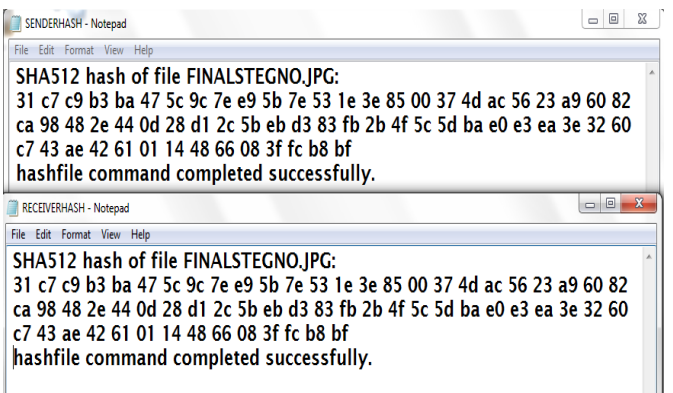 SENDERHASH - Notepad
File Edit Format View Help
SHA512 hash of file FINALSTEGNO.JPG:
31 c7 c9 b3 ba 47 5c 9c 7e e9 5b 7e 53 1e 3e 85 00 37 4d ac 56 23 a9 60 82
ca 98 48 2e 44 0d 28 d1 2c 5b eb d3 83 fb 2b 4f 5c 5d ba e0 e3 ea 3e 32 60
c7 43 ae 42 61 01 14 48 66 08 3f fc b8 bf
hashfile command completed successfully.
RECEIVERHASH - Notepad
File Edit Format View Help
SHA512 hash of file FINALSTEGNO.JPG:
31 c7 c9 b3 ba 47 5c 9c 7e e9 5b 7e 53 1e 3e 85 00 37 4d ac 56 23 a9 60 82
ca 98 48 2e 44 0d 28 d1 2c 5b eb d3 83 fb 2b 4f 5c 5d ba e0 e3 ea 3e 32 60
c7 43 ae 42 61 01 14 48 66 08 3f fc b8 bf
hashfile command completed successfully.